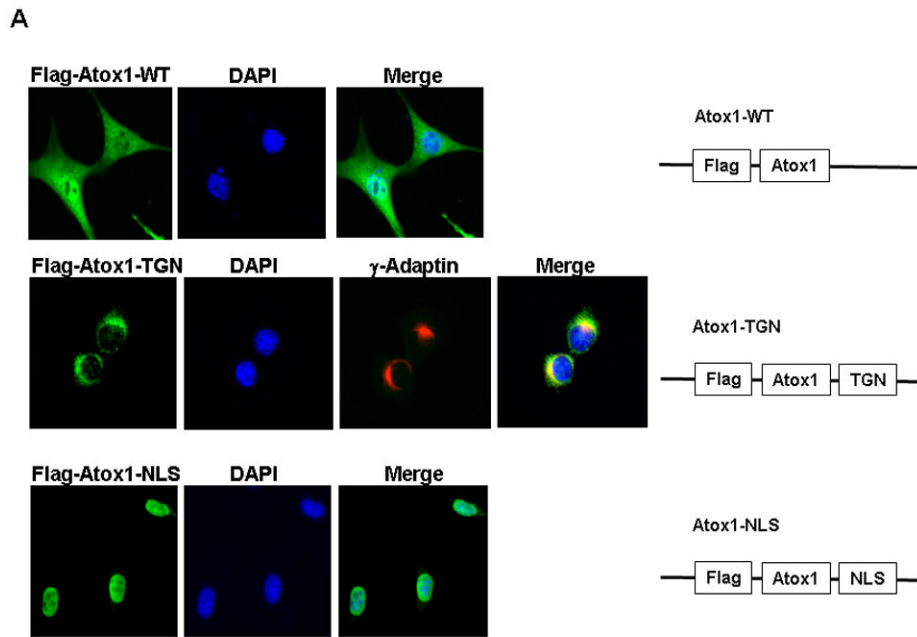 A
Flag-Atox1-WT DAPI Merge
Atox1-WT
Flag Atox1
Flag-Atox1-TGN DAPI γ-Adaptin Merge
Atox1-TGN
Flag Atox1 TGN
Flag-Atox1-NLS DAPI Merge
Atox1-NLS
Flag Atox1 NLS